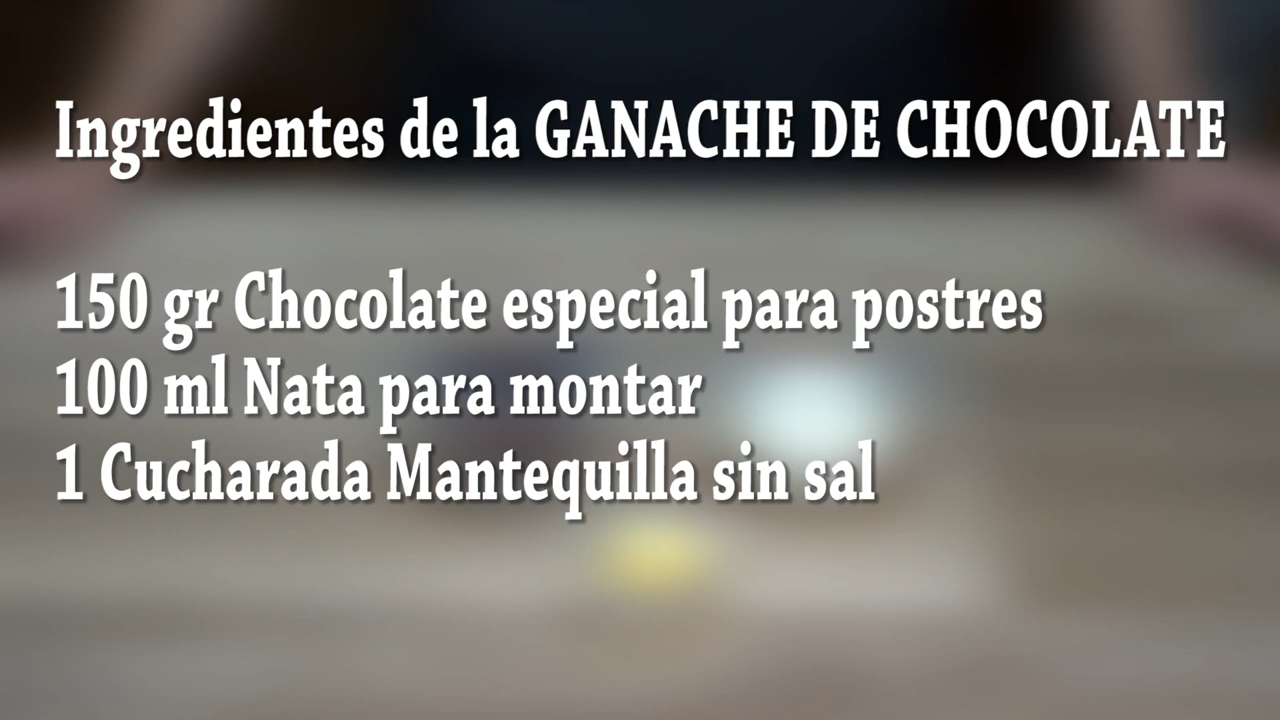 Ingredientes de la GANACHE DE CHOCOLATE
150 gr Chocolate especial para postres
100 ml Nata para montar
1 Cucharada Mantequilla sin sal